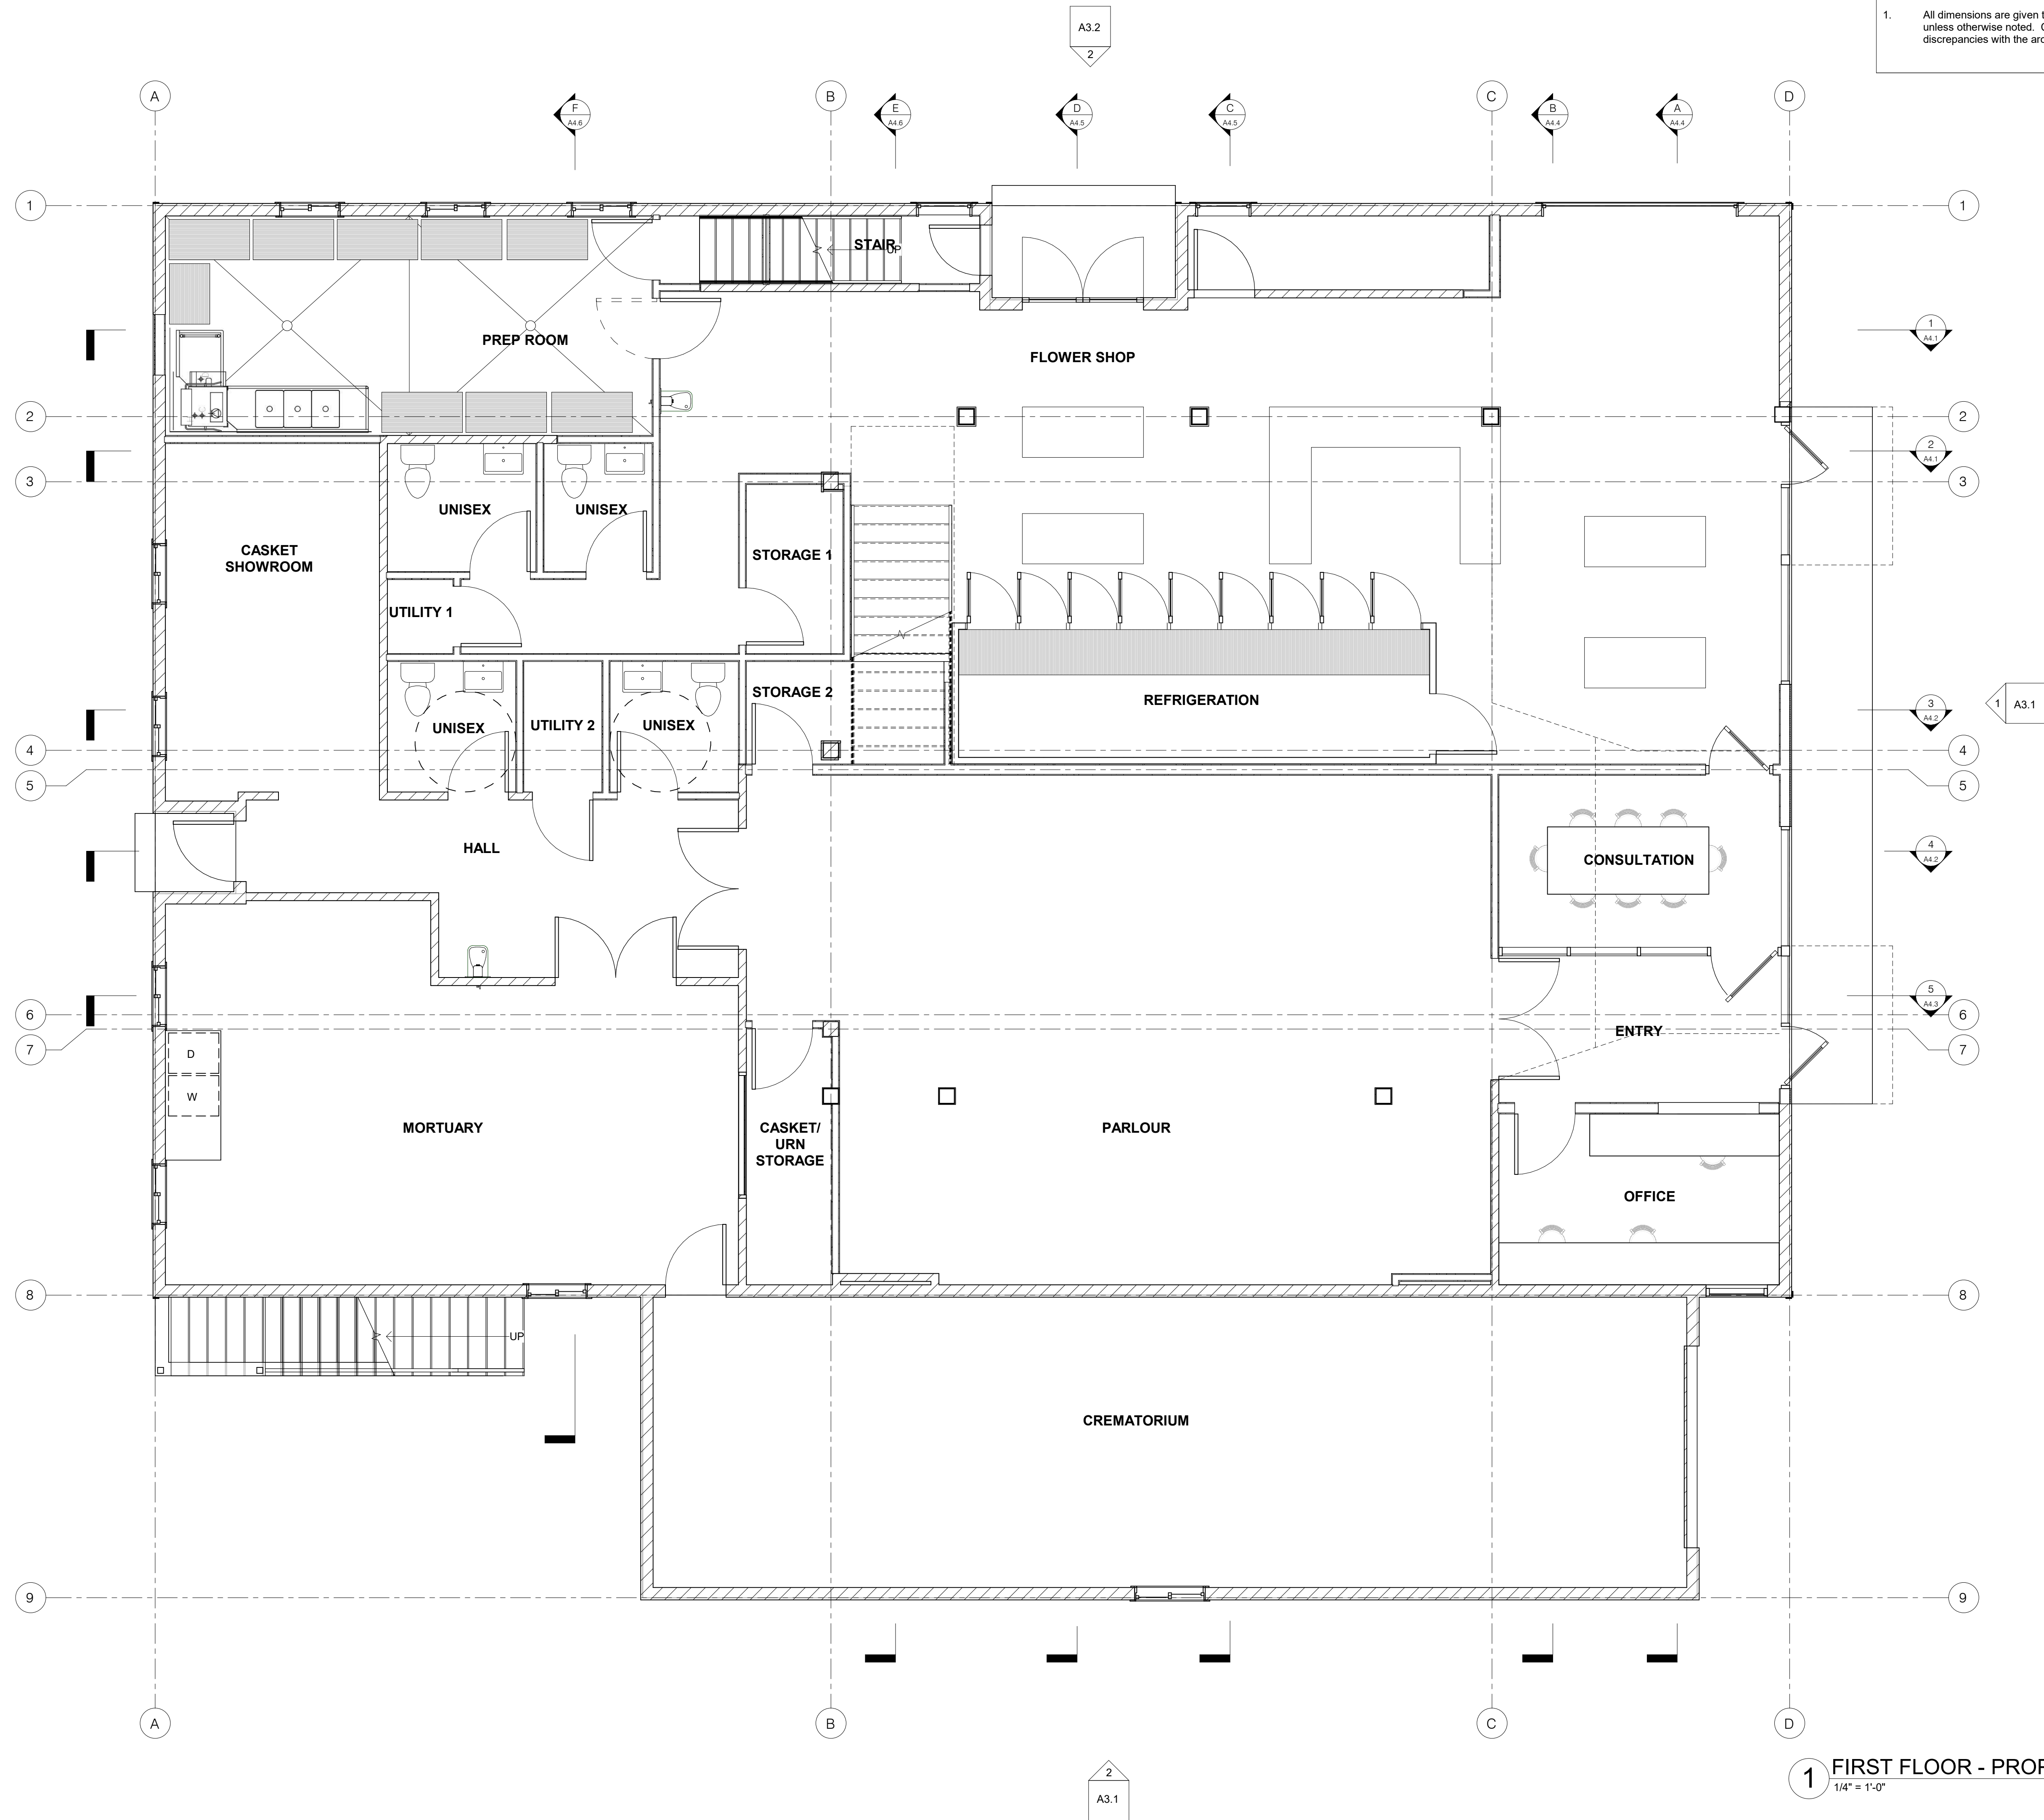 1. All dimensions are given t
unless otherwise noted.
discrepancies with the arc
A3.2
2
A B C D
F
A4.6
E
A4.6
D
A4.5
C
A4.5
B
A4.4
A
A4.4
1 1
STAIR
UP
PREP ROOM
FLOWER SHOP
1
A4.1
2 2
2
A4.1
3 3
UNISEX
UNISEX
CASKET
SHOWROOM
STORAGE 1
UTILITY 1
STORAGE 2
REFRIGERATION
UNISEX
UTILITY 2
UNISEX
3
A4.2
1
A3.1
4 4
5 5
HALL
CONSULTATION
4
A4.2
5
A4.3
6 6
ENTRY
7 7
D
W
MORTUARY
CASKET/
URN
STORAGE
PARLOUR
OFFICE
8 8
UP
CREMATORIUM
9 9
A B C D
2
A3.1
1
FIRST FLOOR - PROP
1/4" = 1'-0"